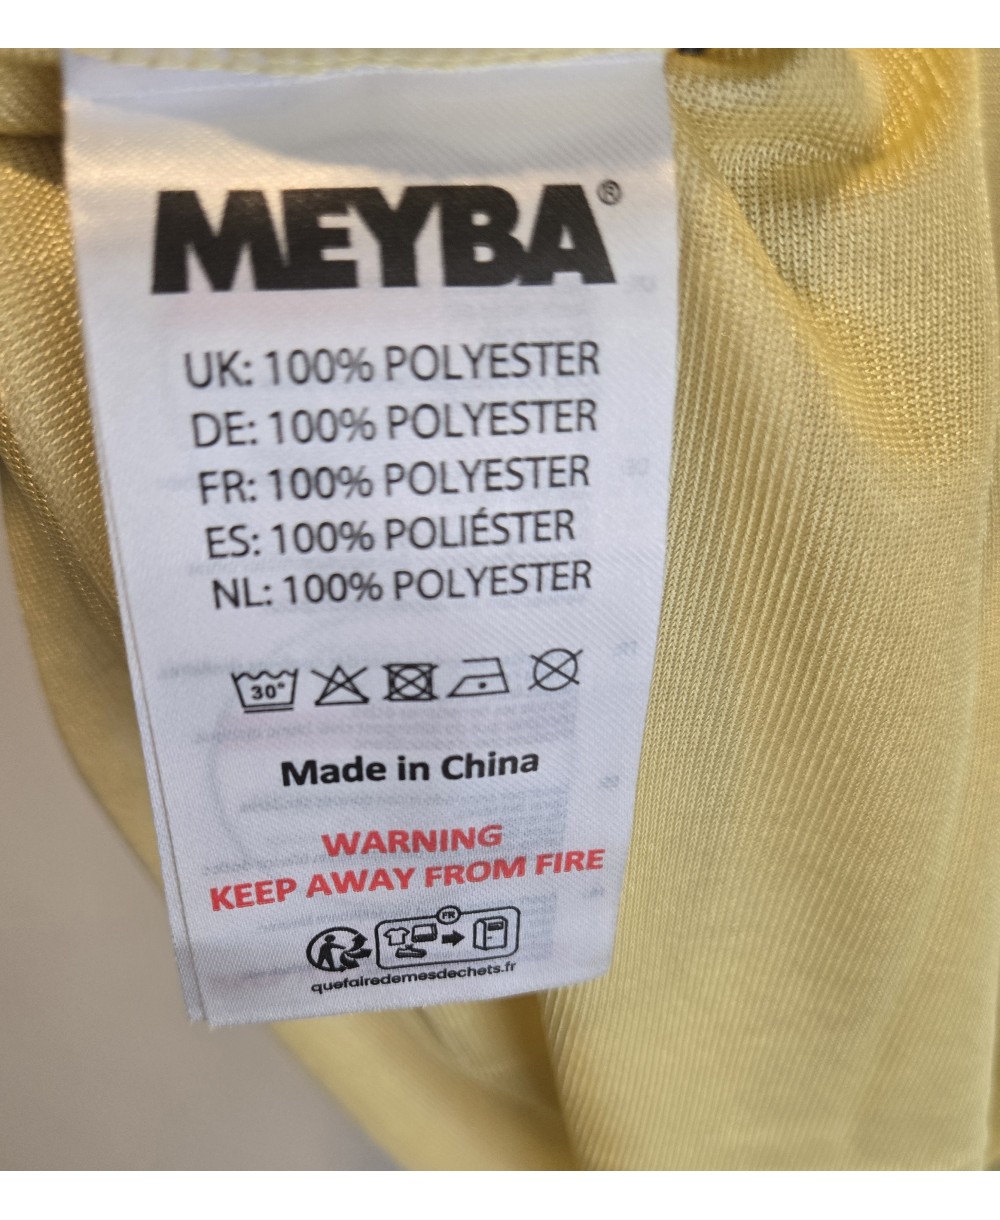 MEYBA®
UK: 100% POLYESTER
DE: 100% POLYESTER
FR: 100% POLYESTER
ES: 100% POLIÉSTER
NL: 100% POLYESTER
30°
Made in China
WARNING
KEEP AWAY FROM FIRE
FR
quefairedemesdechets.fr